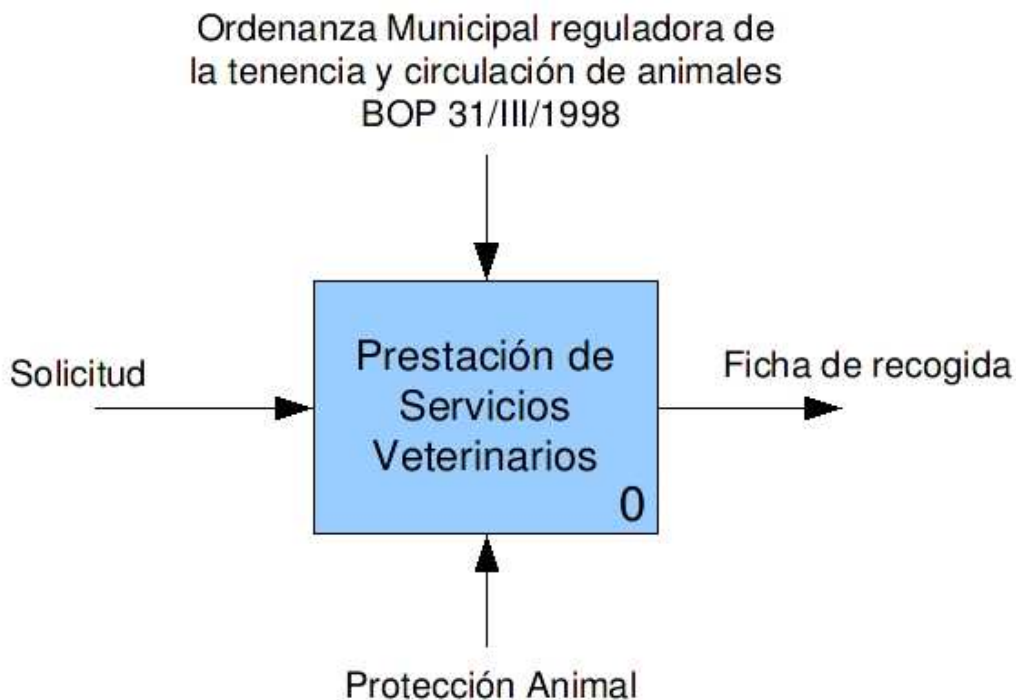 Ordenanza Municipal reguladora de
la tenencia y circulación de animales
BOP 31/III/1998
Solicitud
Prestación de
Servicios
Veterinarios
0
Ficha de recogida
Protección Animal